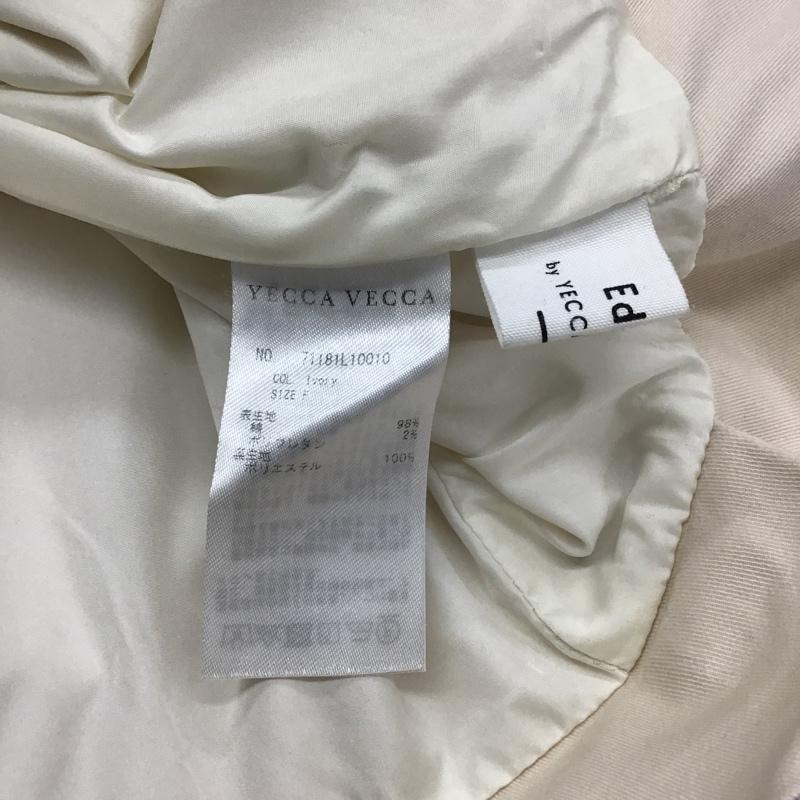 YECCA VECCA
NO 71181L10010
COL Ivory
SIZE F
表生地
綿 98%
ポリウレタン 2%
裏生地
ポリエステル 100%
Ed
by YECC